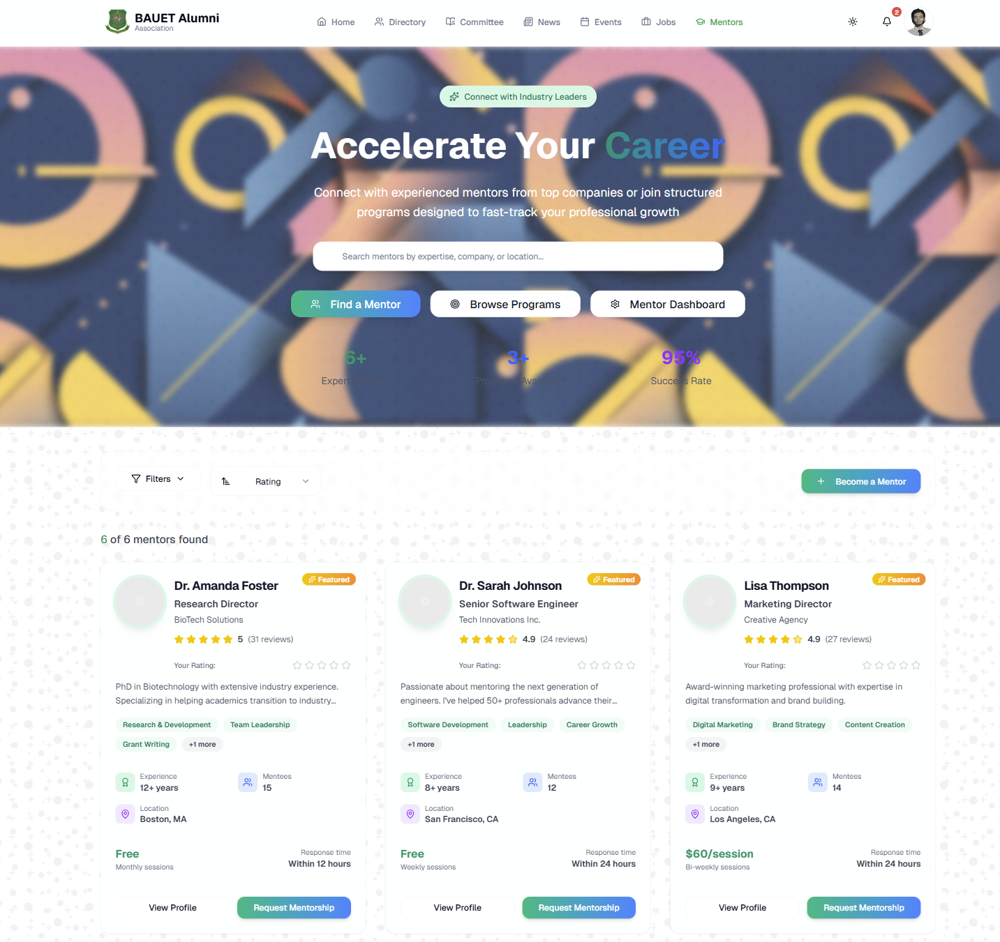 BAUET Alumni
Association
Home
Directory
Committee
News
Events
Jobs
Mentors
2
Connect with Industry Leaders
Accelerate Your Career
Connect with experienced mentors from top companies or join structured
programs designed to fast-track your professional growth
Search mentors by expertise, company, or location...
Find a Mentor
Browse Programs
Mentor Dashboard
6+
3+
95%
Expert
Programs Available
Success Rate
Filters
Rating
Become a Mentor
6 of 6 mentors found
Featured
Dr. Amanda Foster
Research Director
BioTech Solutions
5 (31 reviews)
Your Rating:
PhD in Biotechnology with extensive industry experience.
Specializing in helping academics transition to industry...
Research & Development
Team Leadership
Grant Writing
+1 more
Experience
12+ years
Mentees
15
Location
Boston, MA
Free
Monthly sessions
Response time
Within 12 hours
View Profile
Request Mentorship
Featured
Dr. Sarah Johnson
Senior Software Engineer
Tech Innovations Inc.
4.9 (24 reviews)
Your Rating:
Passionate about mentoring the next generation of
engineers. I've helped 50+ professionals advance their...
Software Development
Leadership
Career Growth
+1 more
Experience
8+ years
Mentees
12
Location
San Francisco, CA
Free
Weekly sessions
Response time
Within 24 hours
View Profile
Request Mentorship
Featured
Lisa Thompson
Marketing Director
Creative Agency
4.9 (27 reviews)
Your Rating:
Award-winning marketing professional with expertise in
digital transformation and brand building.
Digital Marketing
Brand Strategy
Content Creation
+1 more
Experience
9+ years
Mentees
14
Location
Los Angeles, CA
$60/session
Bi-weekly sessions
Response time
Within 24 hours
View Profile
Request Mentorship